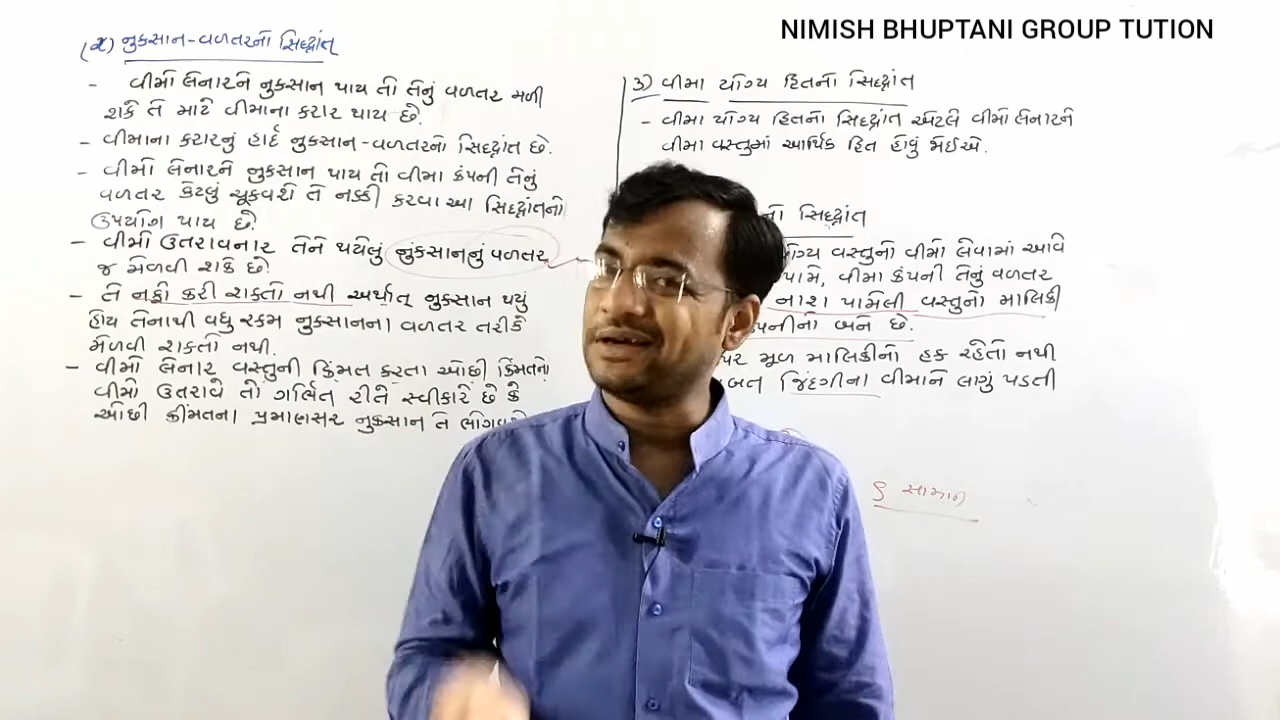 NIMISH BHUPTANI GROUP TUTION
(૨) નુકસાન-વળતરનો સિદ્ધાંત
- વીમો લેનારને નુકસાન થાય તો તેનું વળતર મળી
શકે તે માટે વીમાના કરાર થાય છે.
- વીમાના કરારનું હાર્દ નુકસાન-વળતરનો સિદ્ધાંત છે.
- વીમો લેનારને નુકસાન થાય તો વીમા કંપની તેનું
વળતર કેટલું ચૂકવશે તે નક્કી કરવા આ સિદ્ધાંતનો
ઉપયોગ થાય છે.
- વીમો ઉતરાવનાર તેને થયેલું નુકસાનનું વળતર
જ મેળવી શકે છે.
- તે નફો કરી શકતો નથી અર્થાત્ નુકસાન થયું
હોય તેનાથી વધુ રકમ નુકસાનના વળતર તરીકે
મેળવી શકતો નથી.
- વીમો લેનાર વસ્તુની કિંમત કરતા ઓછી કિંમતનો
વીમો ઉતરાવે તો ગર્ભિત રીતે સ્વીકારે છે કે
ઓછી કીંમતના પ્રમાણસર નુકસાન તે
૩) વીમા યોગ્ય હિતનો સિદ્ધાંત
- વીમા યોગ્ય હિતનો સિદ્ધાંત એટલે વીમો લેનારને
વીમા વસ્તુમાં આર્થિક હિત હોવું જોઈએ.
નો સિદ્ધાંત
વસ્તુનો વીમો લેવામાં આવે
પામે, વીમા કંપની તેનું વળતર
નાશ પામેલી વસ્તુનો માલિકી
બને છે.
પર મૂળ માલિકીનો હક રહેતો નથી
જિંદગીના વીમાને લાગું પડતી
સામાન